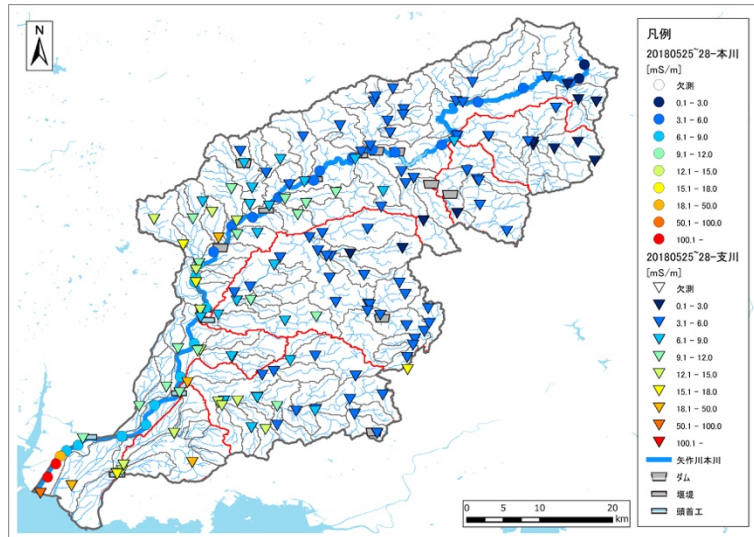 N
凡例
20180525~28-本川
[mS/m]
欠測
0.1 - 3.0
3.1 - 6.0
6.1 - 9.0
9.1 - 12.0
12.1 - 15.0
15.1 - 18.0
18.1 - 50.0
50.1 - 100.0
100.1 -
20180525~28-支川
[mS/m]
欠測
0.1 - 3.0
3.1 - 6.0
6.1 - 9.0
9.1 - 12.0
12.1 - 15.0
15.1 - 18.0
18.1 - 50.0
50.1 - 100.0
100.1 -
矢作川本川
ダム
堰堤
頭首工
0 5 10 20
km